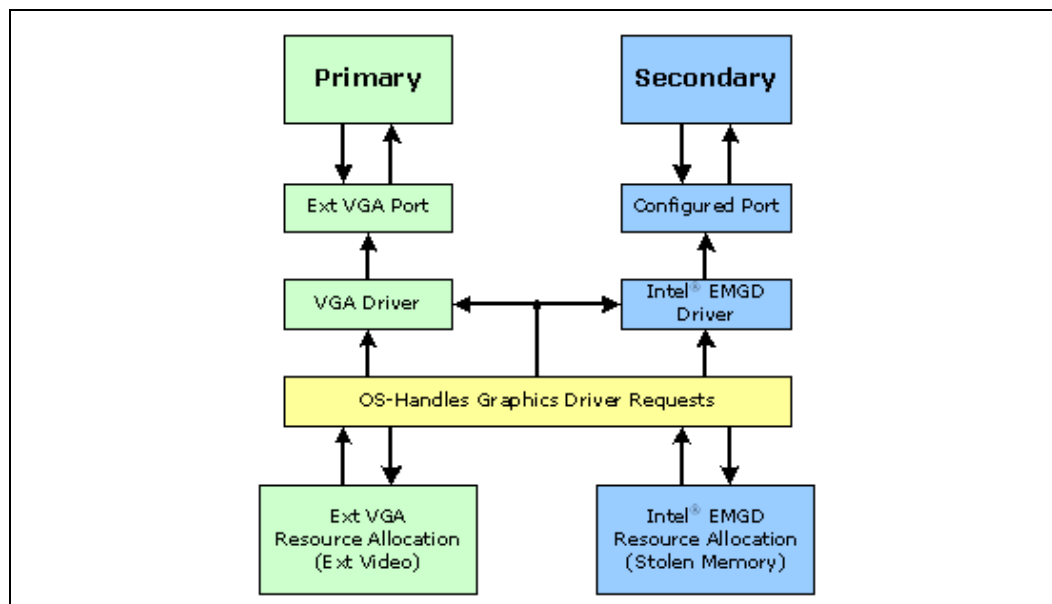 Primary
Secondary
Ext VGA Port
Configured Port
VGA Driver
Intel® EMGD
Driver
OS-Handles Graphics Driver Requests
Ext VGA
Resource Allocation
(Ext Video)
Intel® EMGD
Resource Allocation
(Stolen Memory)